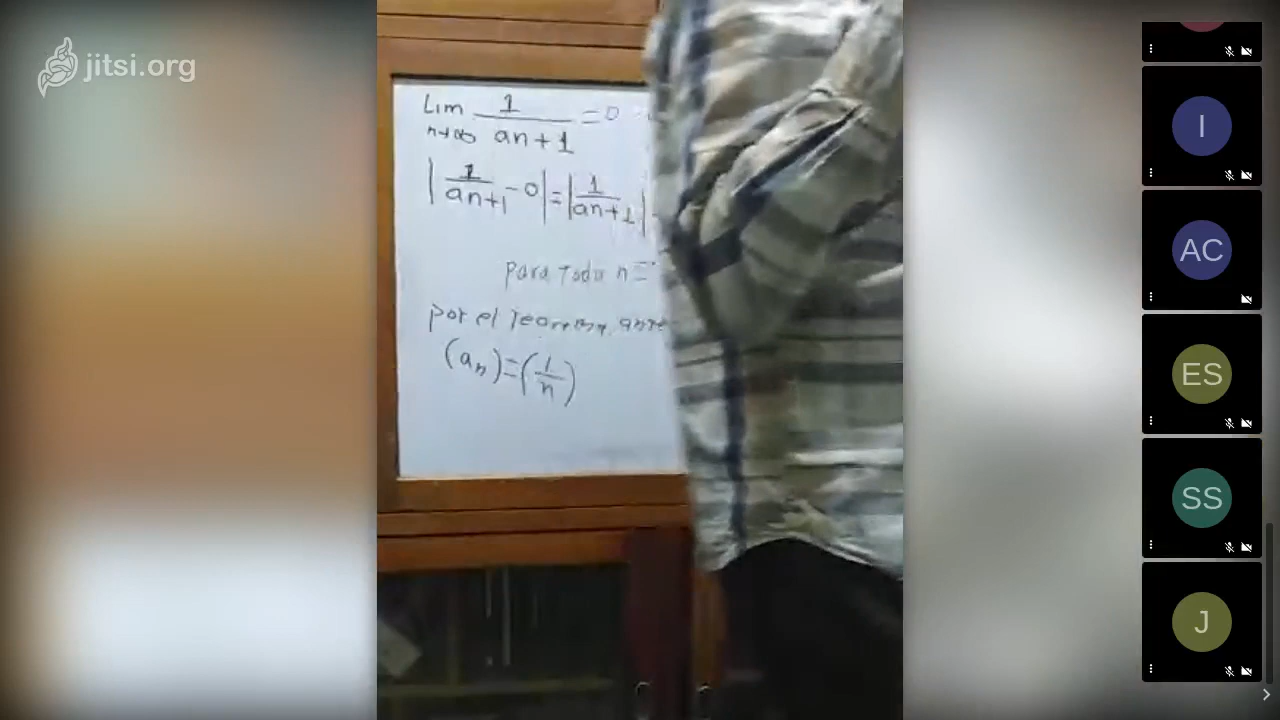 jitsi.org
Lim 1/(an+1) = 0
n→∞
|1/(an+1) - 0| = |1/(an+1)|
para todo n =
por el Teorema
(an) = (1/n)
I
AC
ES
SS
J